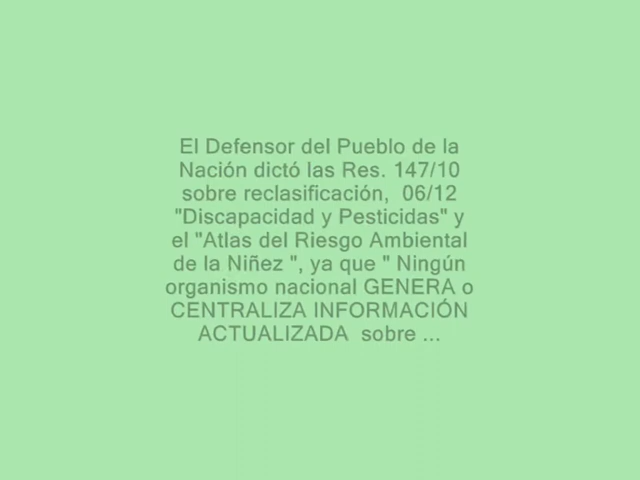 El Defensor del Pueblo de la
Nación dictó las Res. 147/10
sobre reclasificación,  06/12
"Discapacidad y Pesticidas" y
el "Atlas del Riesgo Ambiental
de la Niñez ", ya que " Ningún
organismo nacional GENERA o
CENTRALIZA INFORMACIÓN
ACTUALIZADA  sobre ...